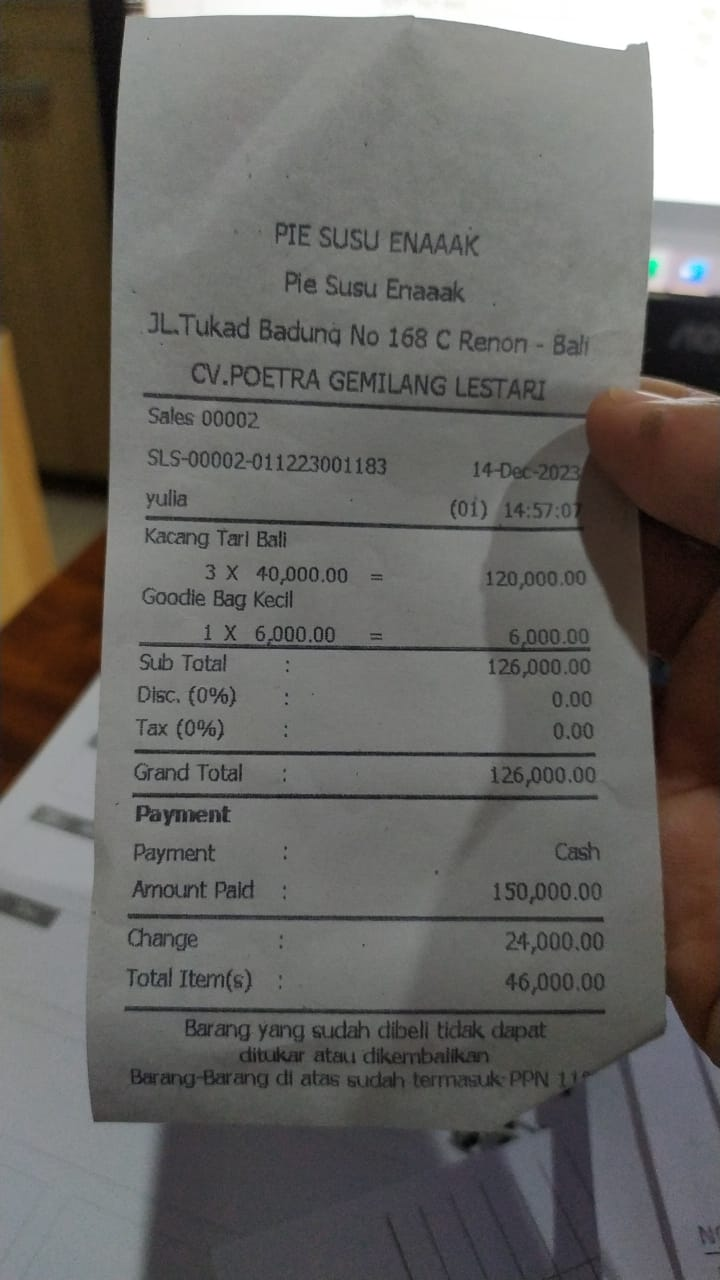 PIE SUSU ENAAAK
Pie Susu Enaaak
JL.Tukad Badung No 168 C Renon - Bali
CV.POETRA GEMILANG LESTARI
Sales 00002
SLS-00002-011223001183 14-Dec-2023
yulia (01) 14:57:07
Kacang Tari Bali
3 X 40,000.00 = 120,000.00
Goodie Bag Kecil
1 X 6,000.00 = 6,000.00
Sub Total : 126,000.00
Disc. (0%) : 0.00
Tax (0%) : 0.00
Grand Total : 126,000.00
Payment
Payment : Cash
Amount Paid : 150,000.00
Change : 24,000.00
Total Item(s) : 46,000.00
Barang yang sudah dibeli tidak dapat
ditukar atau dikembalikan
Barang-Barang di atas sudah termasuk PPN